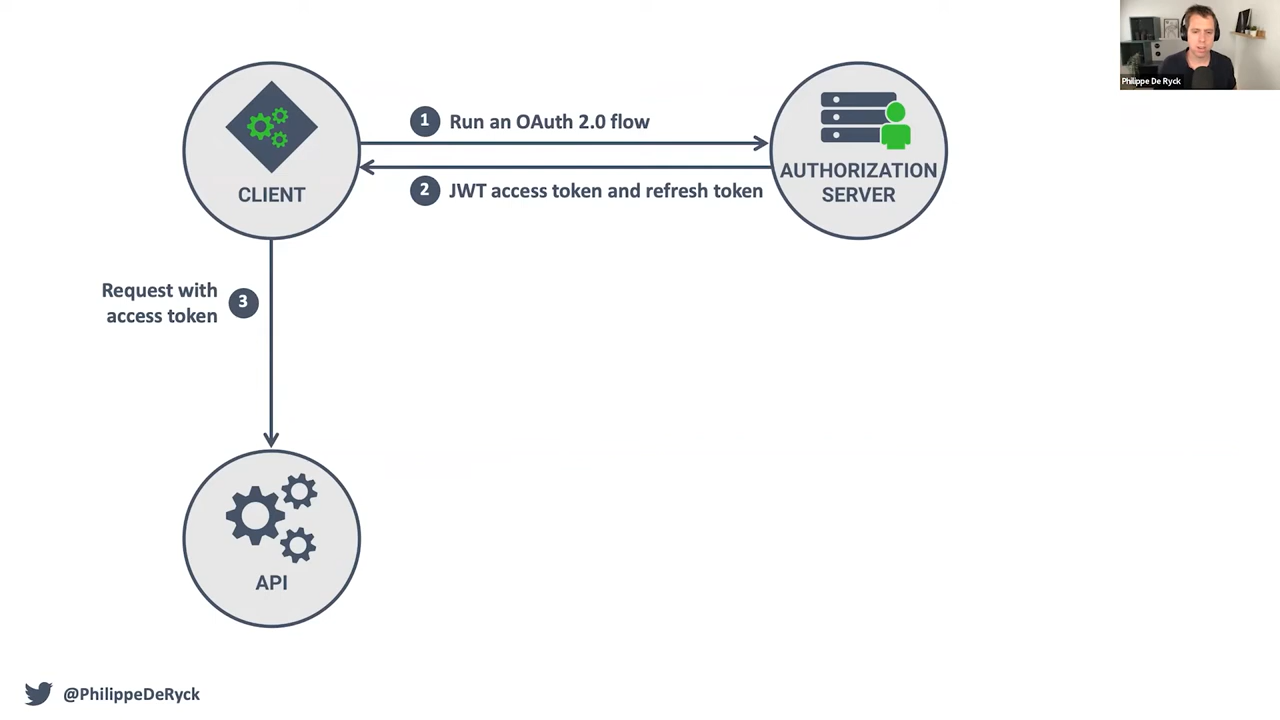 Philippe De Ryck
1 Run an OAuth 2.0 flow
CLIENT
2 JWT access token and refresh token
AUTHORIZATION
SERVER
Request with
access token
3
API
@PhilippeDeRyck